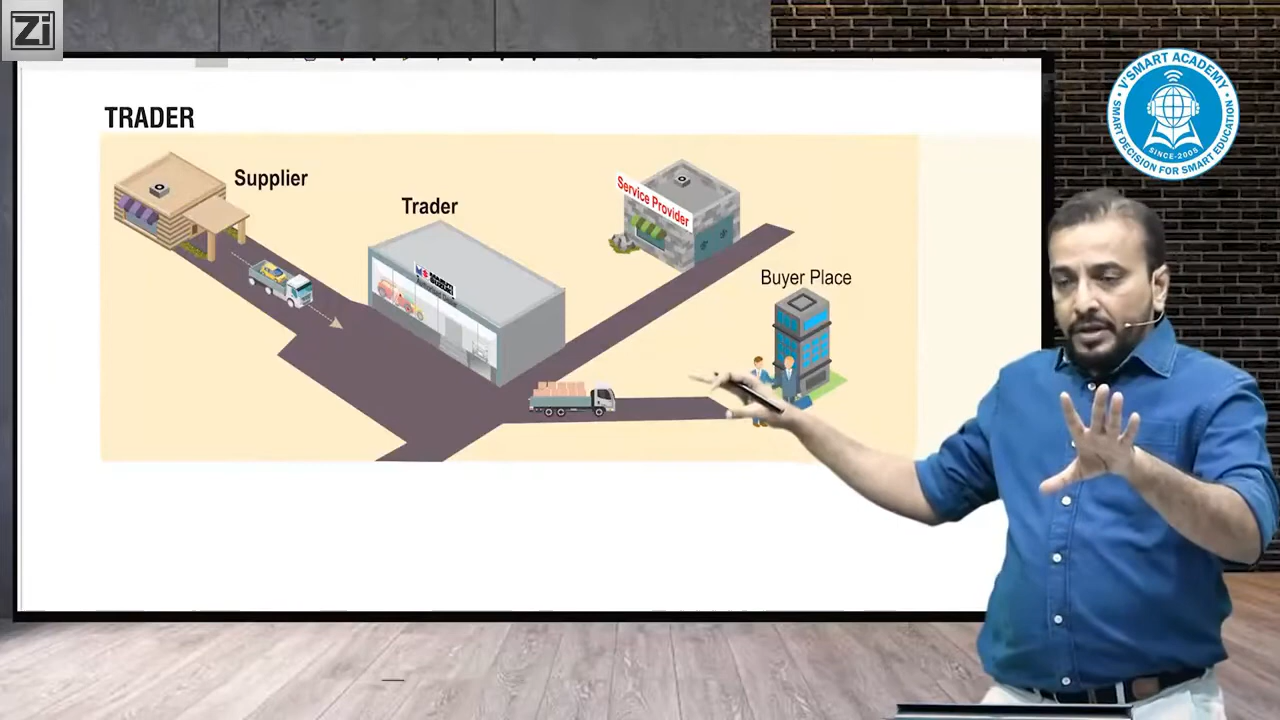 Zi
V'SMART ACADEMY
SMART DECISION FOR SMART EDUCATION
SINCE-2005
TRADER
Supplier
Trader
Service Provider
Buyer Place